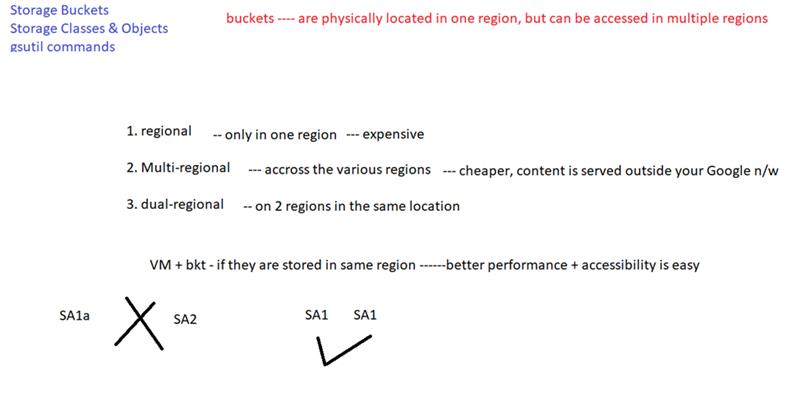 Storage Buckets
Storage Classes & Objects
gsutil commands
buckets ---- are physically located in one region, but can be accessed in multiple regions
1. regional -- only in one region --- expensive
2. Multi-regional --- accross the various regions --- cheaper, content is served outside your Google n/w
3. dual-regional -- on 2 regions in the same location
VM + bkt - if they are stored in same region ------better performance + accessibility is easy
SA1a SA2 SA1 SA1